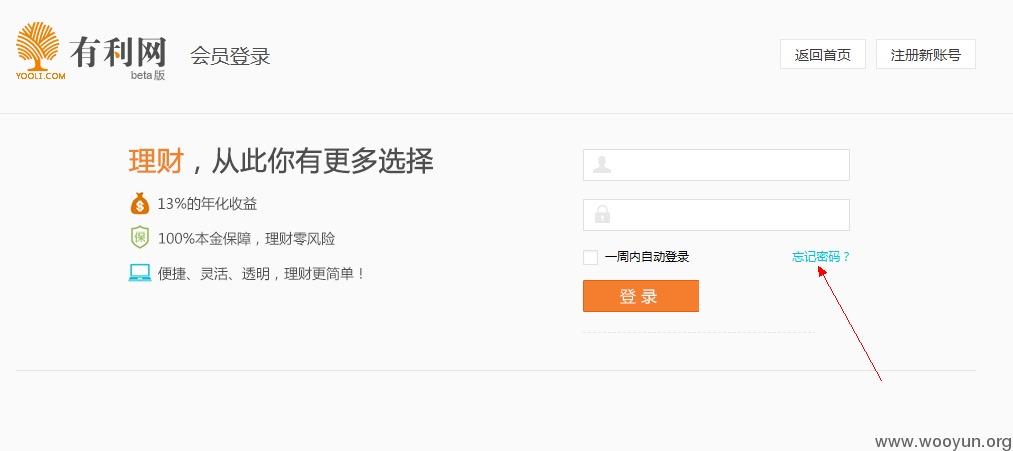 有利网
YOOLI.COM
beta版
会员登录
返回首页
注册新账号
理财，从此你有更多选择
13%的年化收益
保
100%本金保障，理财零风险
便捷、灵活、透明，理财更简单！
一周内自动登录
忘记密码？
登 录
www.wooyun.org